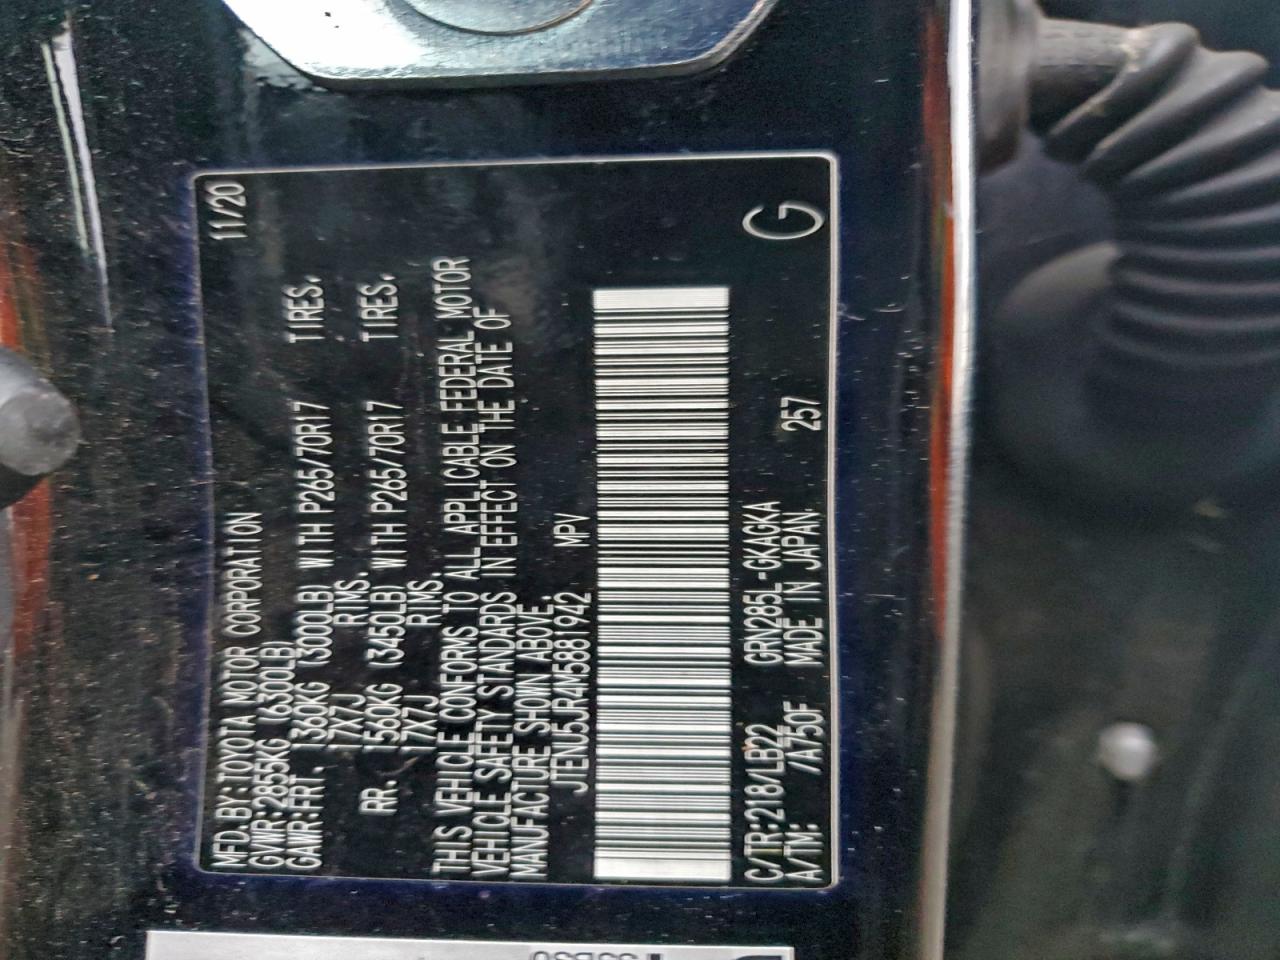 MFD. BY: TOYOTA MOTOR CORPORATION 11/20
GVWR: 2855KG (6300LB)
GAWR: FRT. 1360KG (3000LB) WITH P265/70R17 TIRES.
17X7J RIMS.
RR. 1560KG (3450LB) WITH P265/70R17 TIRES.
17X7J RIMS.
THIS VEHICLE CONFORMS TO ALL APPLICABLE FEDERAL MOTOR
VEHICLE SAFETY STANDARDS IN EFFECT ON THE DATE OF
MANUFACTURE SHOWN ABOVE.
JTENU5JR4M5881942 MPV
C/TR: 218/LB22 GRN285L-GKAGKA
A/TM: /A750F MADE IN JAPAN 257
G